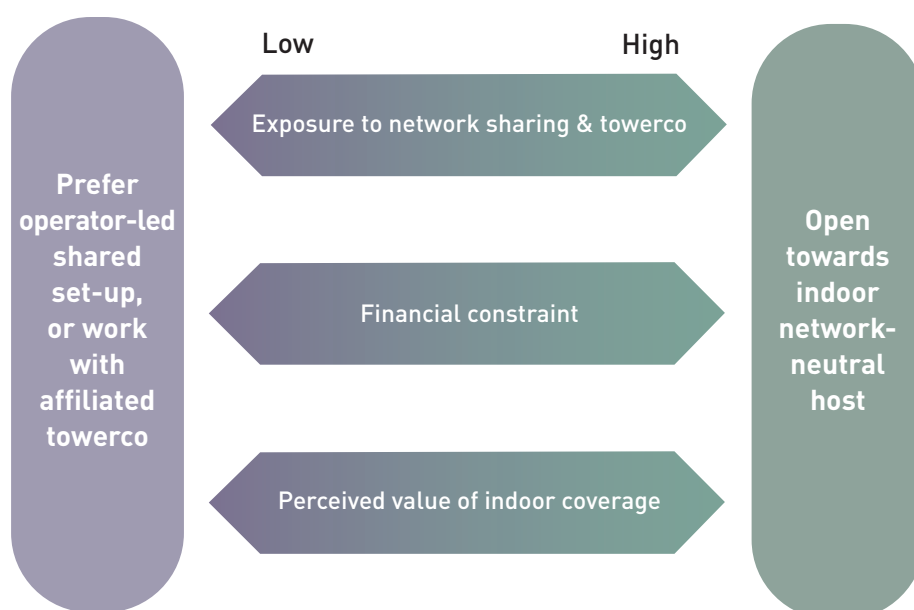 Low
High
Exposure to network sharing & towerco
Prefer
operator-led
shared
set-up,
or work
with
affiliated
towerco
Financial constraint
Open
towards
indoor
network-
neutral
host
Perceived value of indoor coverage